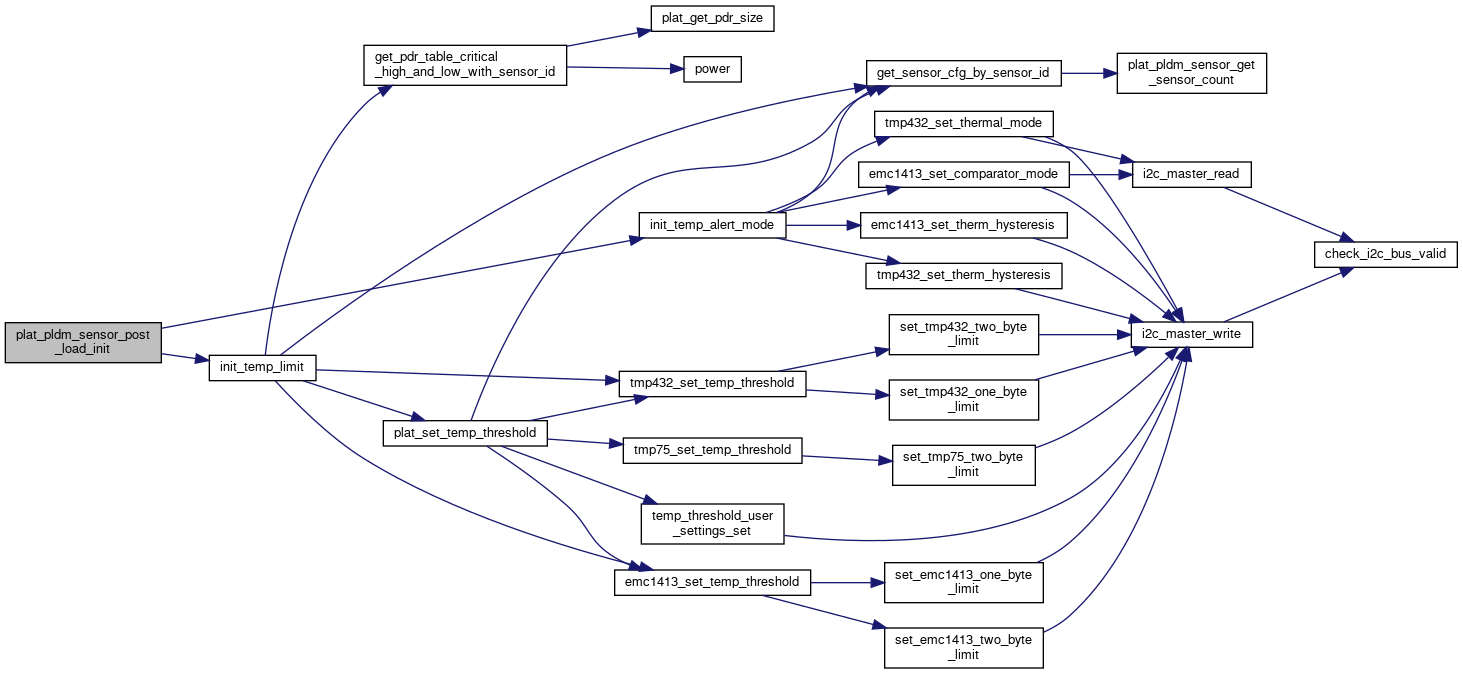 plat_pldm_sensor_post
_load_init
init_temp_limit
get_pdr_table_critical
_high_and_low_with_sensor_id
plat_set_temp_threshold
plat_get_pdr_size
power
init_temp_alert_mode
tmp432_set_temp_threshold
tmp75_set_temp_threshold
temp_threshold_user
_settings_set
emc1413_set_temp_threshold
get_sensor_cfg_by_sensor_id
tmp432_set_thermal_mode
emc1413_set_comparator_mode
emc1413_set_therm_hysteresis
tmp432_set_therm_hysteresis
set_tmp432_two_byte
_limit
set_tmp432_one_byte
_limit
set_tmp75_two_byte
_limit
set_emc1413_one_byte
_limit
set_emc1413_two_byte
_limit
plat_pldm_sensor_get
_sensor_count
i2c_master_read
i2c_master_write
check_i2c_bus_valid